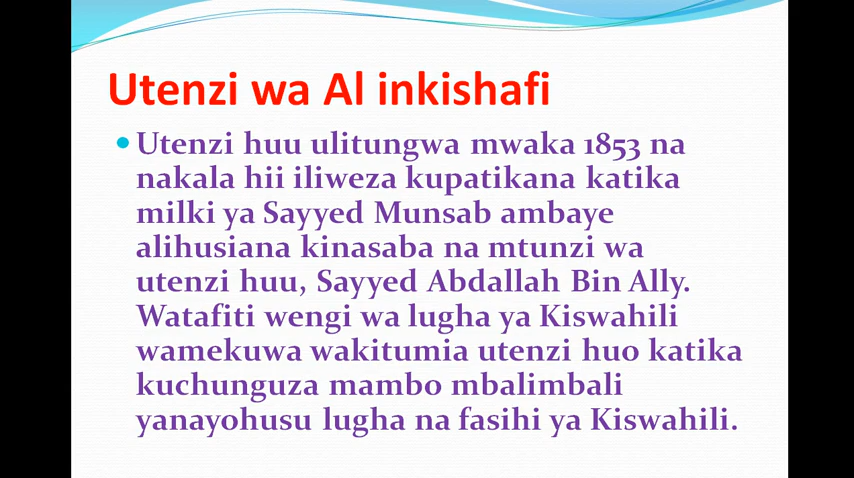 Utenzi wa Al inkishafi
Utenzi huu ulitungwa mwaka 1853 na
nakala hii iliweza kupatikana katika
milki ya Sayyed Munsab ambaye
alihusiana kinasaba na mtunzi wa
utenzi huu, Sayyed Abdallah Bin Ally.
Watafiti wengi wa lugha ya Kiswahili
wamekuwa wakitumia utenzi huo katika
kuchunguza mambo mbalimbali
yanayohusu lugha na fasihi ya Kiswahili.